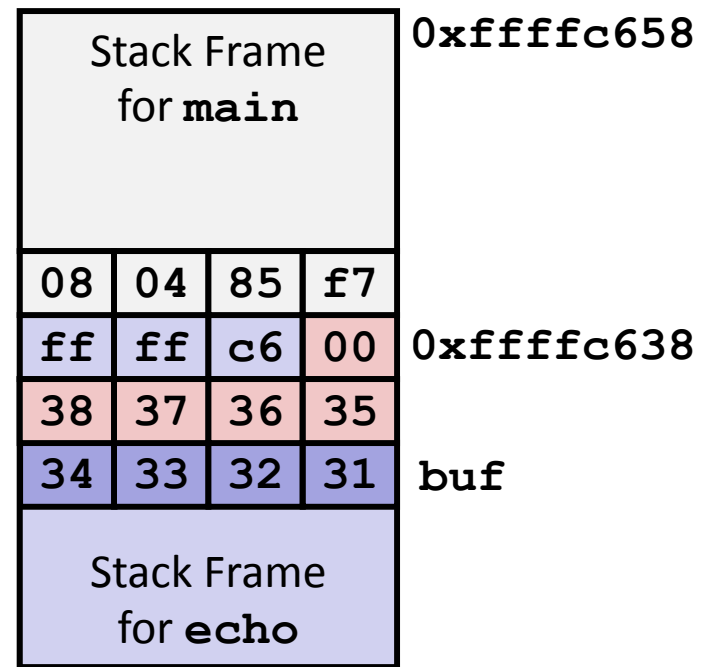 Stack Frame 0xffffc658
for main
08 04 85 f7
ff ff c6 00 0xffffc638
38 37 36 35
34 33 32 31 buf
Stack Frame
for echo